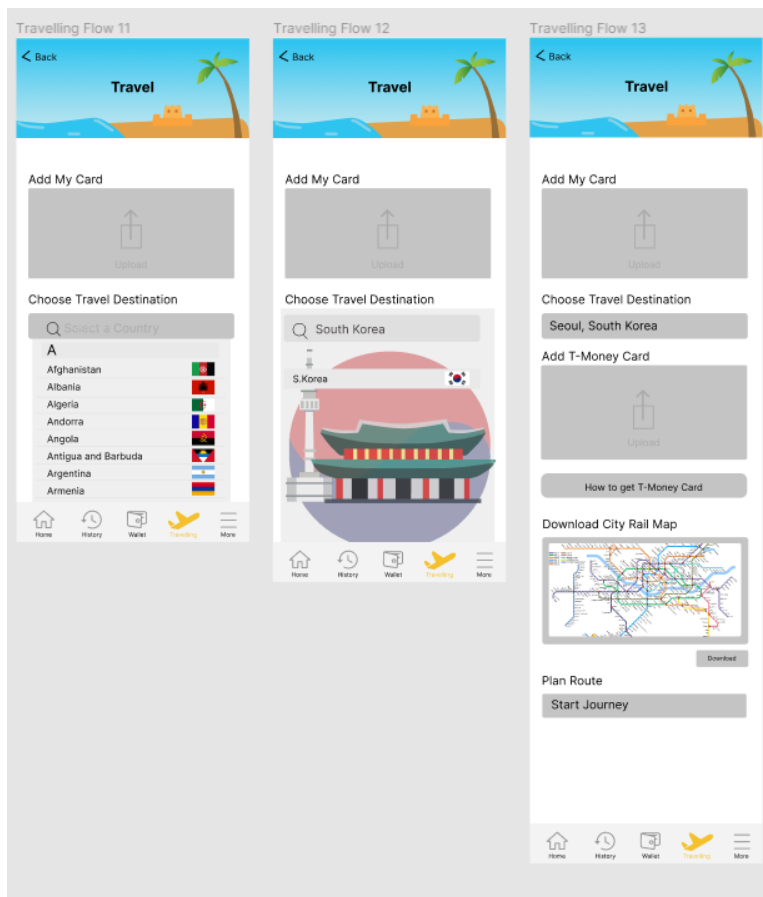 Travelling Flow 11
Back
Travel
Add My Card
Upload
Choose Travel Destination
Select a Country
A
Afghanistan
Albania
Algeria
Andorra
Angola
Antigua and Barbuda
Argentina
Armenia
Home History Wallet Travelling More
Travelling Flow 12
Back
Travel
Add My Card
Upload
Choose Travel Destination
South Korea
S.Korea
Home History Wallet Travelling More
Travelling Flow 13
Back
Travel
Add My Card
Upload
Choose Travel Destination
Seoul, South Korea
Add T-Money Card
Upload
How to get T-Money Card
Download City Rail Map
Download
Plan Route
Start Journey
Home History Wallet Travelling More